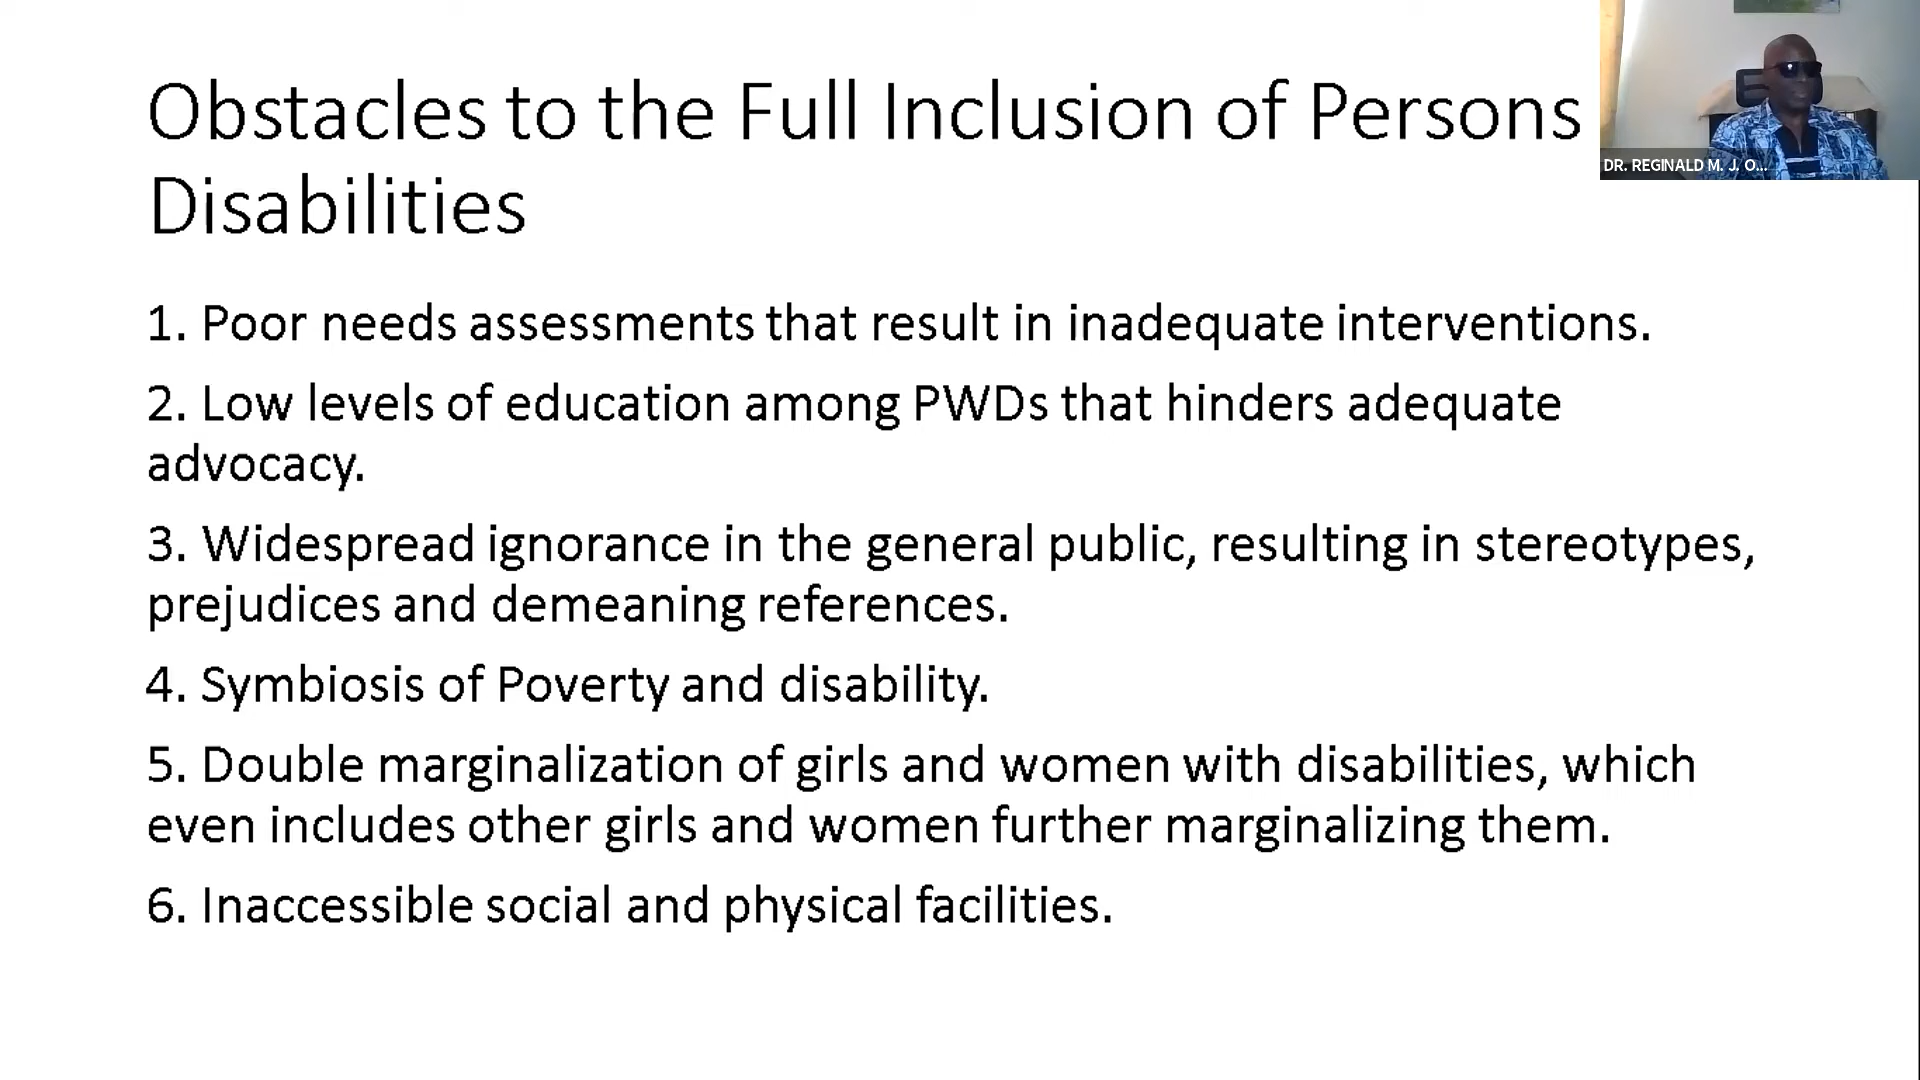 Obstacles to the Full Inclusion of Persons
Disabilities
1. Poor needs assessments that result in inadequate interventions.
2. Low levels of education among PWDs that hinders adequate
advocacy.
3. Widespread ignorance in the general public, resulting in stereotypes,
prejudices and demeaning references.
4. Symbiosis of Poverty and disability.
5. Double marginalization of girls and women with disabilities, which
even includes other girls and women further marginalizing them.
6. Inaccessible social and physical facilities.
DR. REGINALD M. J. O...